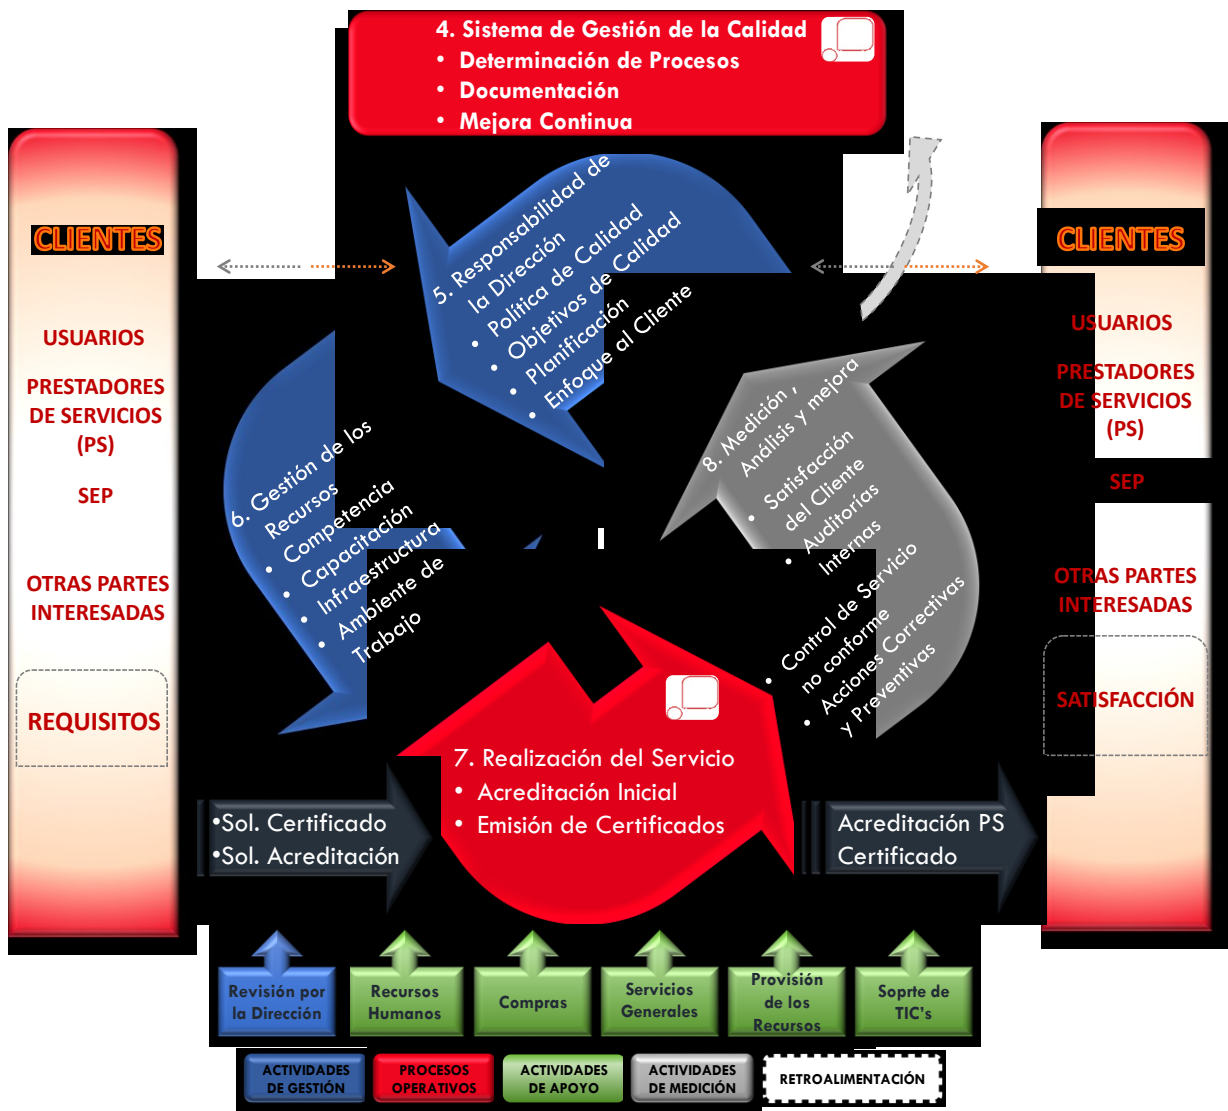 4. Sistema de Gestión de la Calidad
• Determinación de Procesos
• Documentación
• Mejora Continua
CLIENTES
USUARIOS
PRESTADORES
DE SERVICIOS
(PS)
SEP
OTRAS PARTES
INTERESADAS
REQUISITOS
5. Responsabilidad de
la Dirección
• Política de Calidad
• Objetivos de Calidad
• Planificación
• Enfoque al Cliente
6. Gestión de los
Recursos
• Competencia
• Capacitación
• Infraestructura
• Ambiente de
Trabajo
8. Medición ,
Análisis y mejora
• Satisfacción
del Cliente
• Auditorías
Internas
• Control de Servicio
no conforme
• Acciones Correctivas
y Preventivas
7. Realización del Servicio
• Acreditación Inicial
• Emisión de Certificados
•Sol. Certificado
•Sol. Acreditación
Acreditación PS
Certificado
CLIENTES
USUARIOS
PRESTADORES
DE SERVICIOS
(PS)
SEP
OTRAS PARTES
INTERESADAS
SATISFACCIÓN
Revisión por
la Dirección
Recursos
Humanos
Compras
Servicios
Generales
Provisión
de los
Recursos
Soprte de
TIC's
ACTIVIDADES
DE GESTIÓN
PROCESOS
OPERATIVOS
ACTIVIDADES
DE APOYO
ACTIVIDADES
DE MEDICIÓN
RETROALIMENTACIÓN